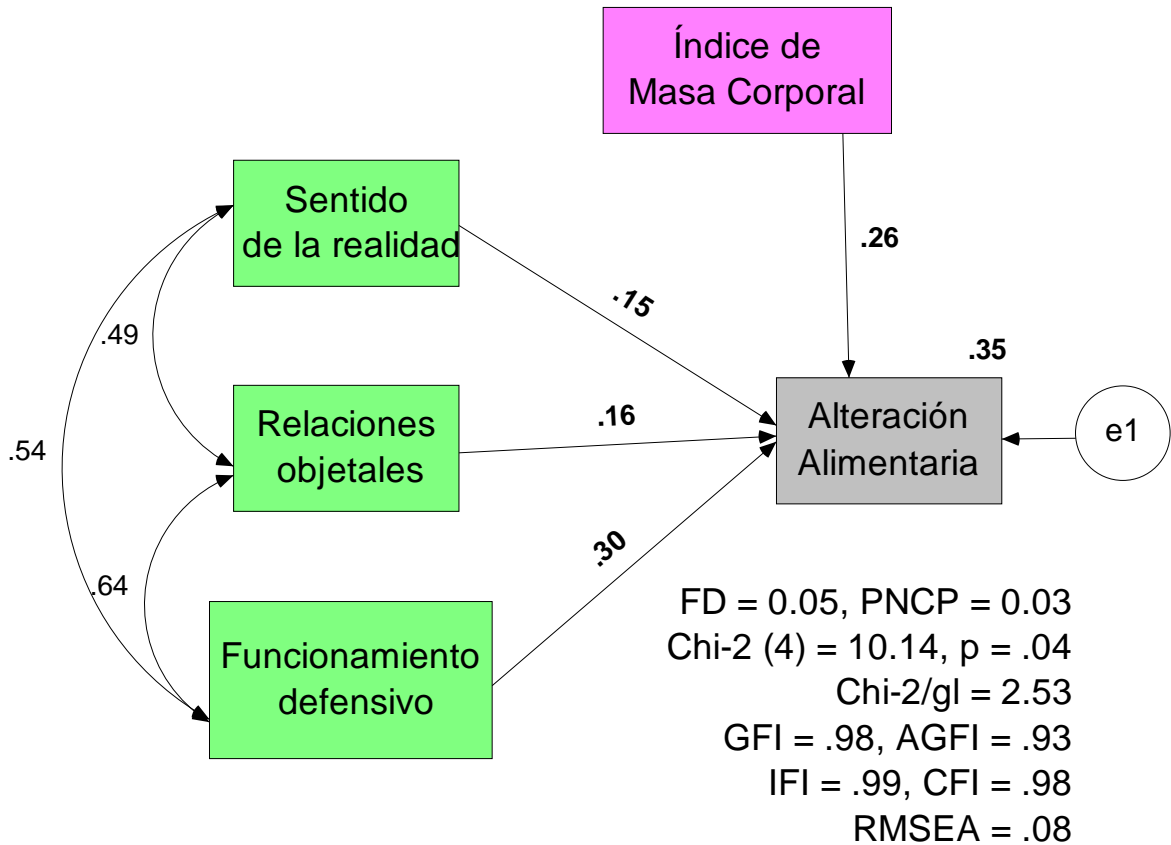 Índice de
Masa Corporal
Sentido
de la realidad
.26
.15
.49
.35
Relaciones
objetales
.16
Alteración
Alimentaria
e1
.54
.30
.64
Funcionamiento
defensivo
FD = 0.05, PNCP = 0.03
Chi-2 (4) = 10.14, p = .04
Chi-2/gl = 2.53
GFI = .98, AGFI = .93
IFI = .99, CFI = .98
RMSEA = .08